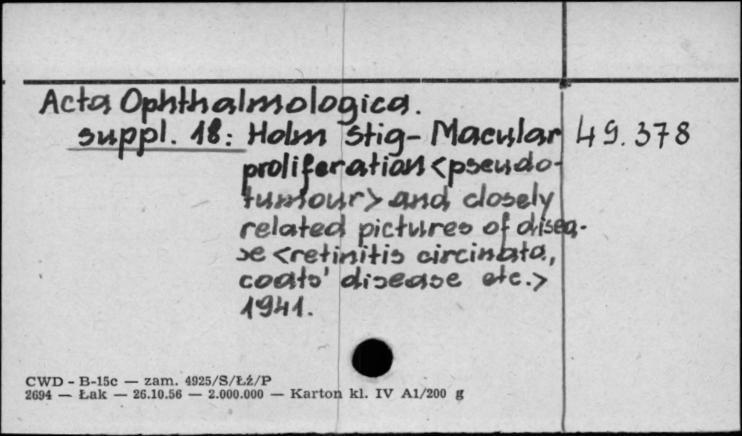 Acta Ophthalmologica.
suppl. 18: Holm Stig- Macular 49.378
proliferation <pseudo-
tumour> and closely
related pictures of disea-
se <retinitis circinata,
coats' disease etc.>
1941.
CWD - B-15c — zam. 4925/S/Łź/P
2694 — Łak — 26.10.56 — 2.000.000 — Karton kl. IV A1/200 g